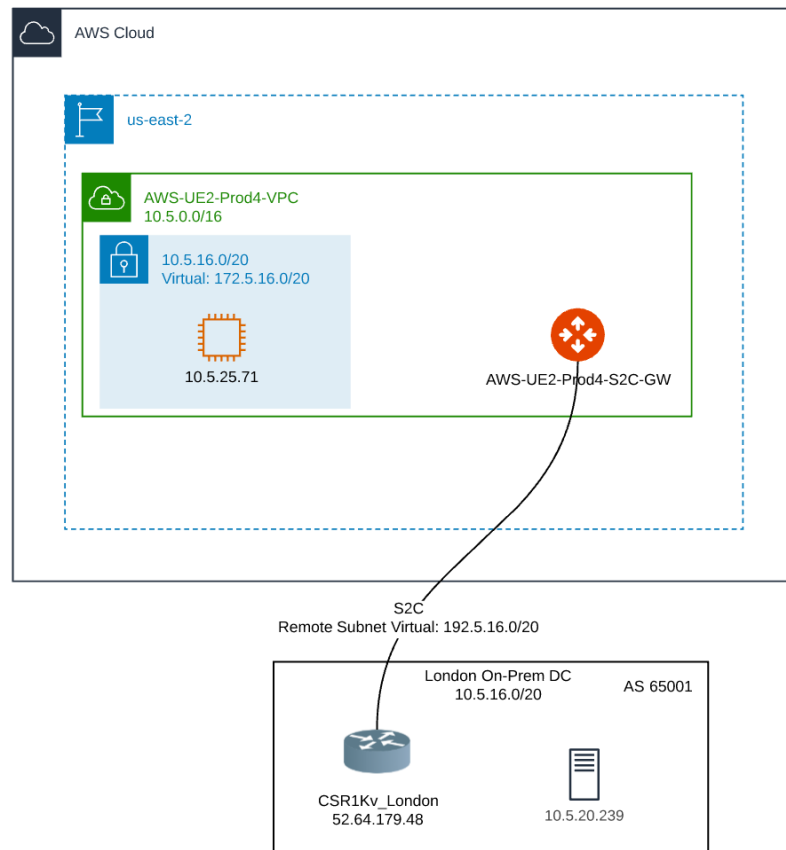 AWS Cloud
us-east-2
AWS-UE2-Prod4-VPC
10.5.0.0/16
10.5.16.0/20
Virtual: 172.5.16.0/20
10.5.25.71
AWS-UE2-Prod4-S2C-GW
S2C
Remote Subnet Virtual: 192.5.16.0/20
London On-Prem DC
10.5.16.0/20
AS 65001
CSR1Kv_London
52.64.179.48
10.5.20.239